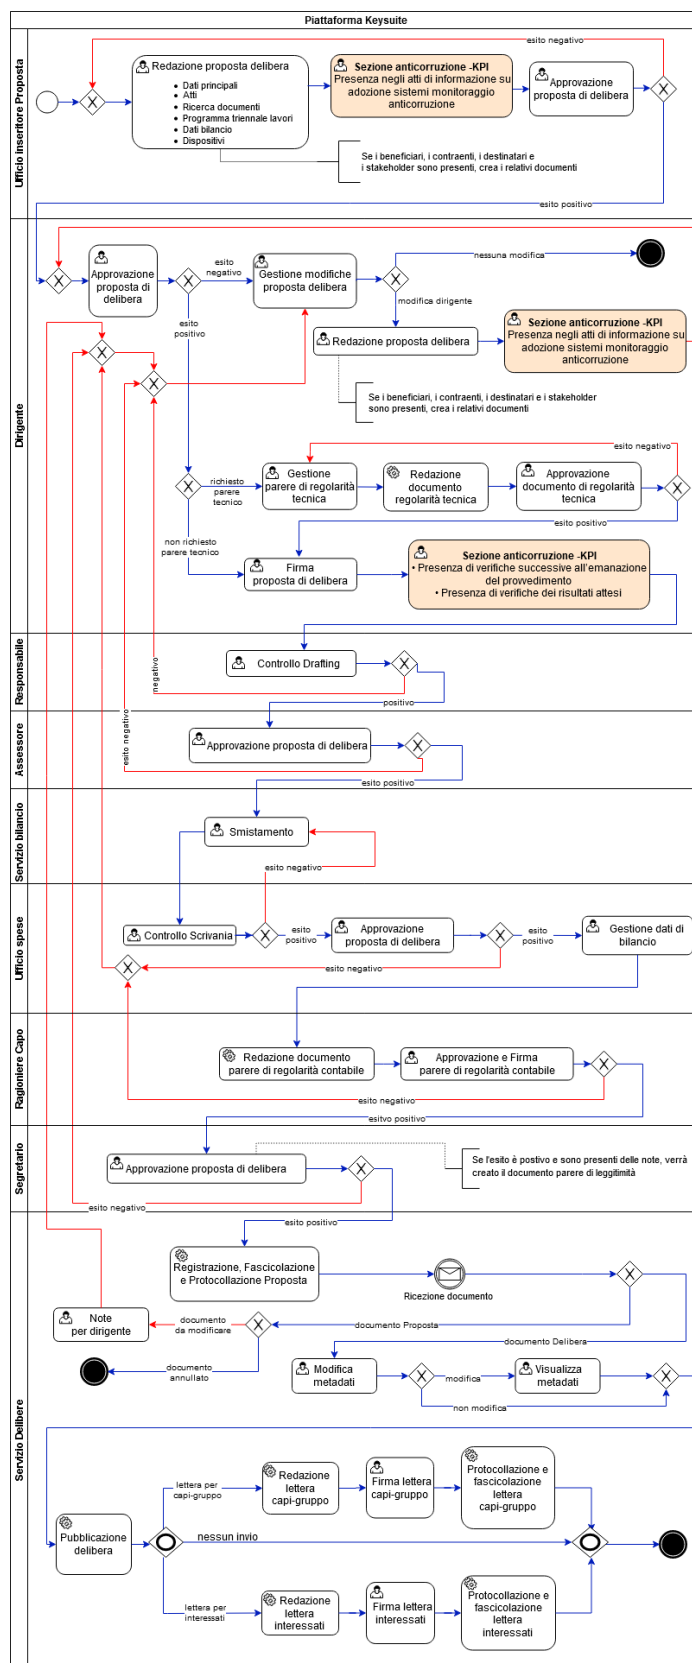 Piattaforma Keysuite
Ufficio inseritore Proposta
esito negativo
Redazione proposta delibera
• Dati principali
• Atti
• Ricerca documenti
• Programma triennale lavori
• Dati bilancio
• Dispositivi
Sezione anticorruzione -KPI
Presenza negli atti di informazione su
adozione sistemi monitoraggio
anticorruzione
Approvazione
proposta di delibera
Se i beneficiari, i contraenti, i destinatari e
i stakeholder sono presenti, crea i relativi documenti
esito positivo
Dirigente
Approvazione
proposta di
delibera
esito
negativo
Gestione modifiche
proposta delibera
nessuna modifica
modifica dirigente
esito
positivo
Redazione proposta delibera
Sezione anticorruzione -KPI
Presenza negli atti di informazione su
adozione sistemi monitoraggio
anticorruzione
Se i beneficiari, i contraenti, i destinatari e i stakeholder
sono presenti, crea i relativi documenti
esito negativo
richiesto
parere
tecnico
Gestione
parere di regolarità
tecnica
Redazione
documento
regolarità tecnica
Approvazione
documento di regolarità
tecnica
esito positivo
non richiesto
parere tecnico
Firma
proposta di delibera
Sezione anticorruzione -KPI
• Presenza di verifiche successive all'emanazione
del provvedimento
• Presenza di verifiche dei risultati attesi
Responsabile
Controllo Drafting
negativo
positivo
Assessore
esito negativo
Approvazione proposta di delibera
esito positivo
Servizio bilancio
Smistamento
esito negativo
Ufficio spese
Controllo Scrivania
esito
positivo
Approvazione
proposta di delibera
esito
positivo
Gestione dati di
bilancio
esito negativo
Ragioniere Capo
Redazione documento
parere di regolarità contabile
Approvazione e Firma
parere di regolarità contabile
esito negativo
esitvo positivo
Segretario
Approvazione proposta di delibera
Se l'esito è postivo e sono presenti delle note, verrà
creato il documento parere di leggitimità
esito negativo
esito positivo
Servizio Delibere
Registrazione, Fascicolazione
e Protocollazione Proposta
Ricezione documento
Note
per dirigente
documento
da modificare
documento Proposta
documento Delibera
documento
annullato
Modifica
metadati
modifica
Visualizza
metadati
non modifica
lettera per
capi-gruppo
Redazione
lettera
capi-gruppo
Firma lettera
capi-gruppo
Protocollazione e
fascicolazione
lettera
capi-gruppo
Pubblicazione
delibera
nessun invio
lettera per
interessati
Redazione
lettera
interessati
Firma lettera
interessati
Protocollazione e
fascicolazione
lettera
interessati